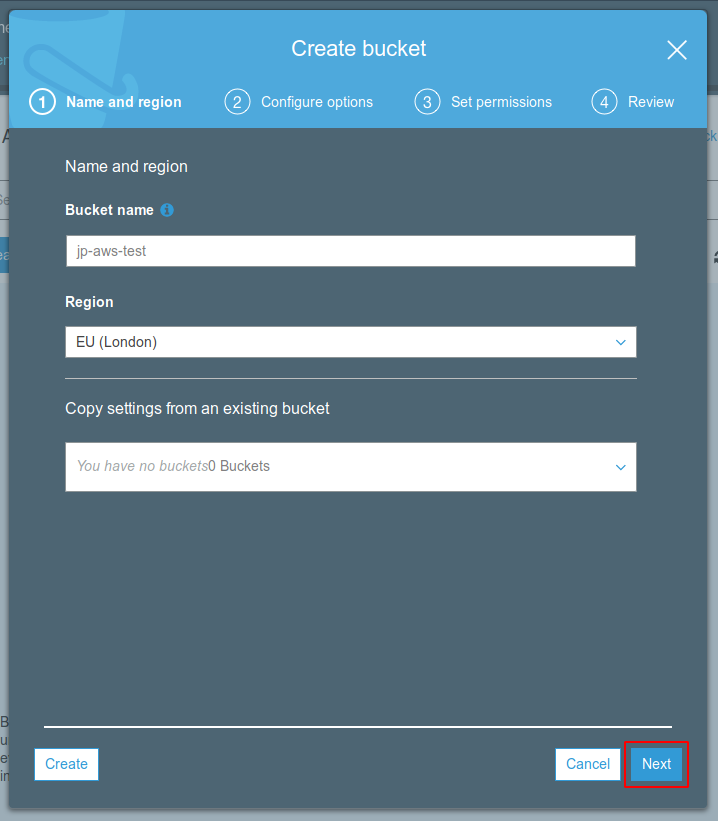 Create bucket
1 Name and region 2 Configure options 3 Set permissions 4 Review
Name and region
Bucket name
jp-aws-test
Region
EU (London)
Copy settings from an existing bucket
You have no buckets0 Buckets
Create Cancel Next